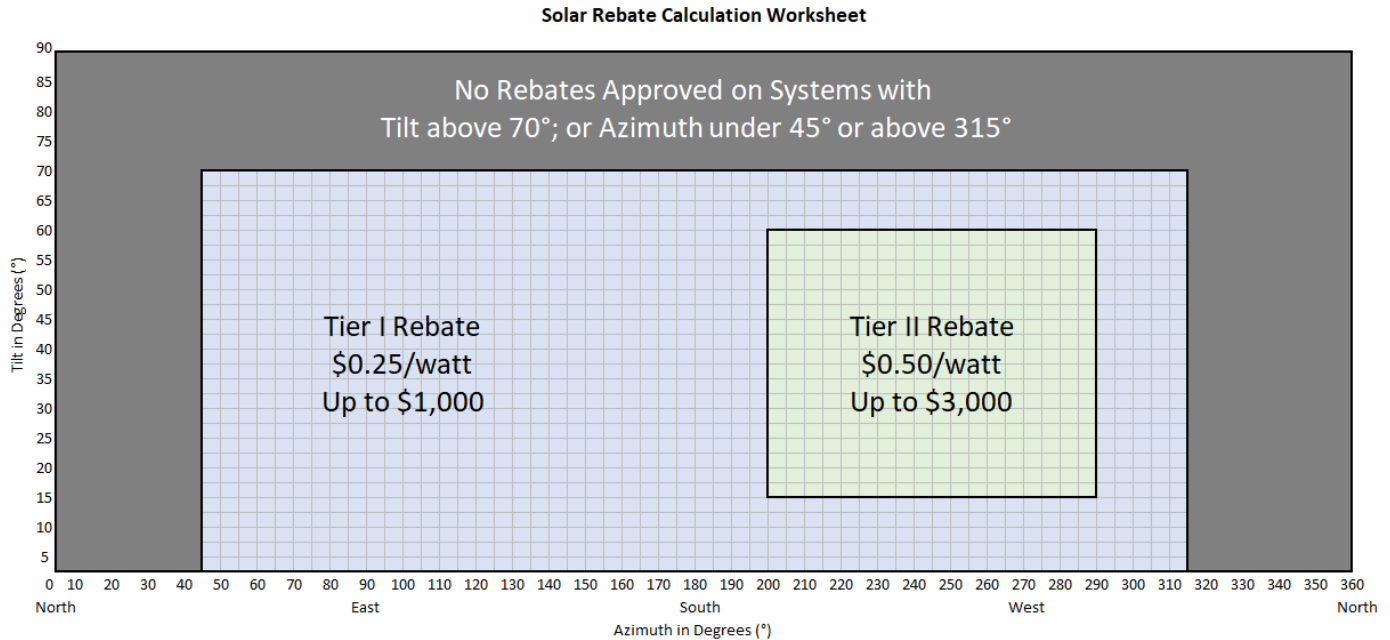 Solar Rebate Calculation Worksheet
90
85
80
75
70
65
60
55
50
45
40
35
30
25
20
15
10
5
Tilt in Degrees (°)
No Rebates Approved on Systems with
Tilt above 70°; or Azimuth under 45° or above 315°
Tier I Rebate
$0.25/watt
Up to $1,000
Tier II Rebate
$0.50/watt
Up to $3,000
0 10 20 30 40 50 60 70 80 90 100 110 120 130 140 150 160 170 180 190 200 210 220 230 240 250 260 270 280 290 300 310 320 330 340 350 360
North East South West North
Azimuth in Degrees (°)